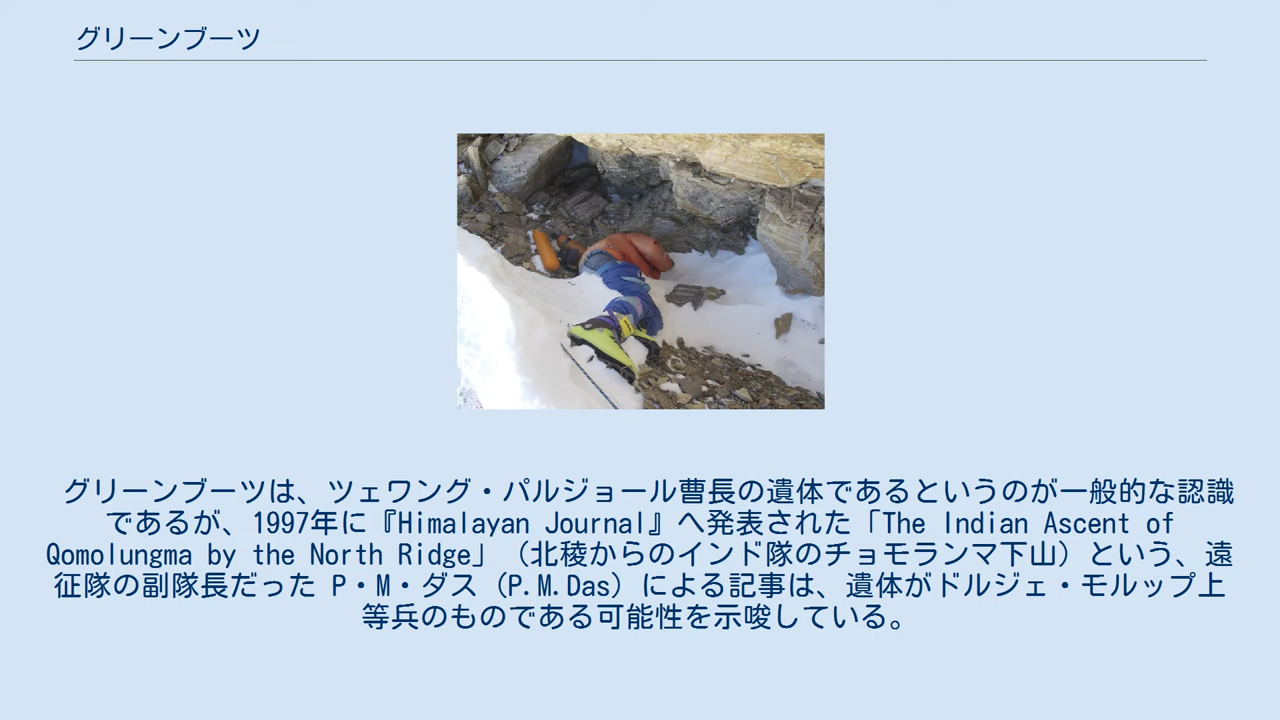 グリーンブーツ
グリーンブーツは、ツェワング・パルジョール曹長の遺体であるというのが一般的な認識
であるが、1997年に『Himalayan Journal』へ発表された「The Indian Ascent of
Qomolungma by the North Ridge」（北稜からのインド隊のチョモランマ下山）という、遠
征隊の副隊長だった P・M・ダス（P.M.Das）による記事は、遺体がドルジェ・モルップ上
等兵のものである可能性を示唆している。